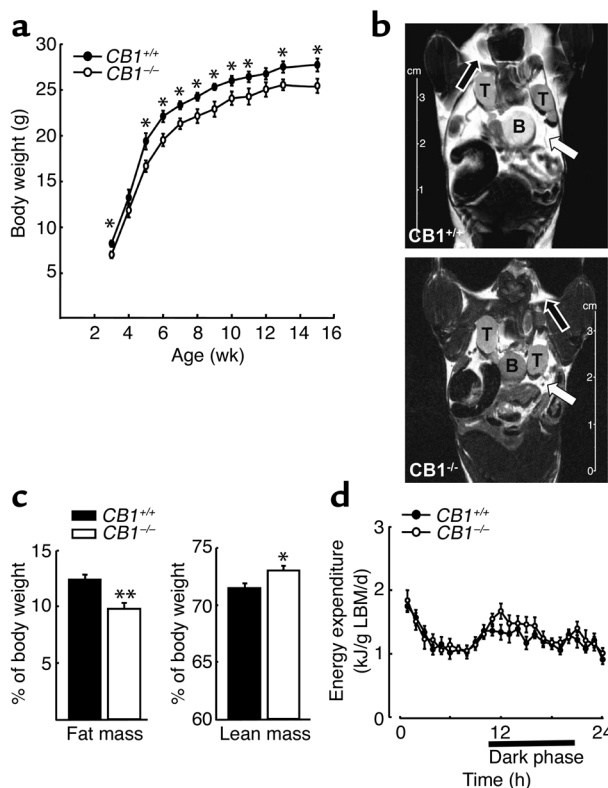 a
CB1+/+
CB1−/−
Body weight (g)
30
25
20
15
10
5
* * * * * * * * * * *
2 4 6 8 10 12 14 16
Age (wk)
b
cm
3
2
1
T
T
B
CB1+/+
cm
3
2
1
0
T
T
B
CB1-/-
c
CB1+/+
CB1−/−
% of body weight
15
10
5
**
Fat mass
% of body weight
75
70
65
60
*
Lean mass
d
CB1+/+
CB1−/−
Energy expenditure
(kJ/g LBM/d)
3
2
1
0
0 12 24
Dark phase
Time (h)